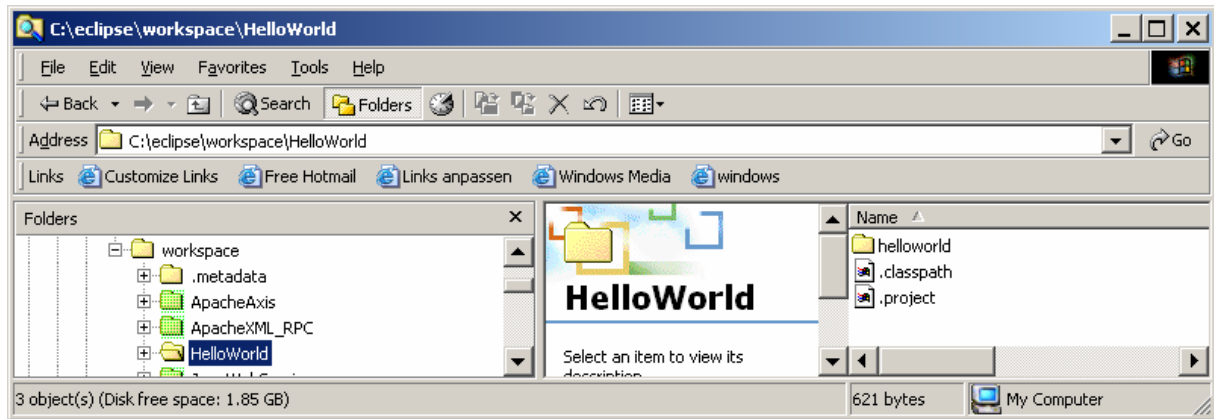 C:\eclipse\workspace\HelloWorld
File Edit View Favorites Tools Help
Back Search Folders
Address C:\eclipse\workspace\HelloWorld Go
Links Customize Links Free Hotmail Links anpassen Windows Media windows
Folders
workspace
.metadata
ApacheAxis
ApacheXML_RPC
HelloWorld
HelloWorld
Select an item to view its
description
Name
helloworld
.classpath
.project
3 object(s) (Disk free space: 1.85 GB) 621 bytes My Computer